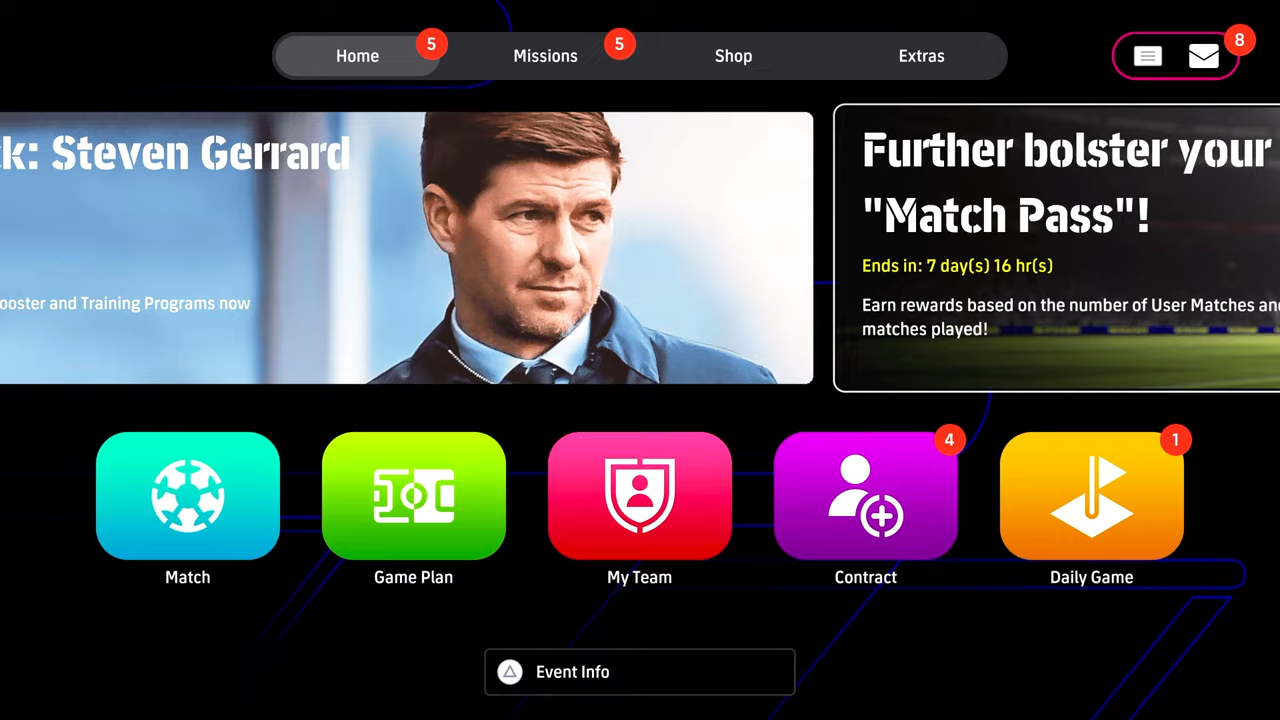 Home
5
Missions
5
Shop
Extras
8
k: Steven Gerrard
ooster and Training Programs now
Further bolster your
"Match Pass"!
Ends in: 7 day(s) 16 hr(s)
Earn rewards based on the number of User Matches and
matches played!
4
1
Match
Game Plan
My Team
Contract
Daily Game
Event Info